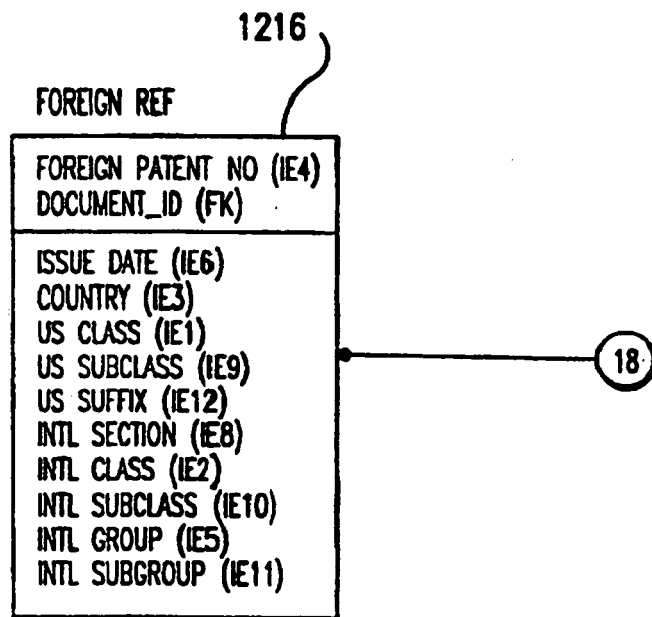 1216
FOREIGN REF
FOREIGN PATENT NO (IE4)
DOCUMENT_ID (FK)
ISSUE DATE (IE6)
COUNTRY (IE3)
US CLASS (IE1)
US SUBCLASS (IE9)
US SUFFIX (IE12)
INTL SECTION (IE8)
INTL CLASS (IE2)
INTL SUBCLASS (IE10)
INTL GROUP (IE5)
INTL SUBGROUP (IE11)
18